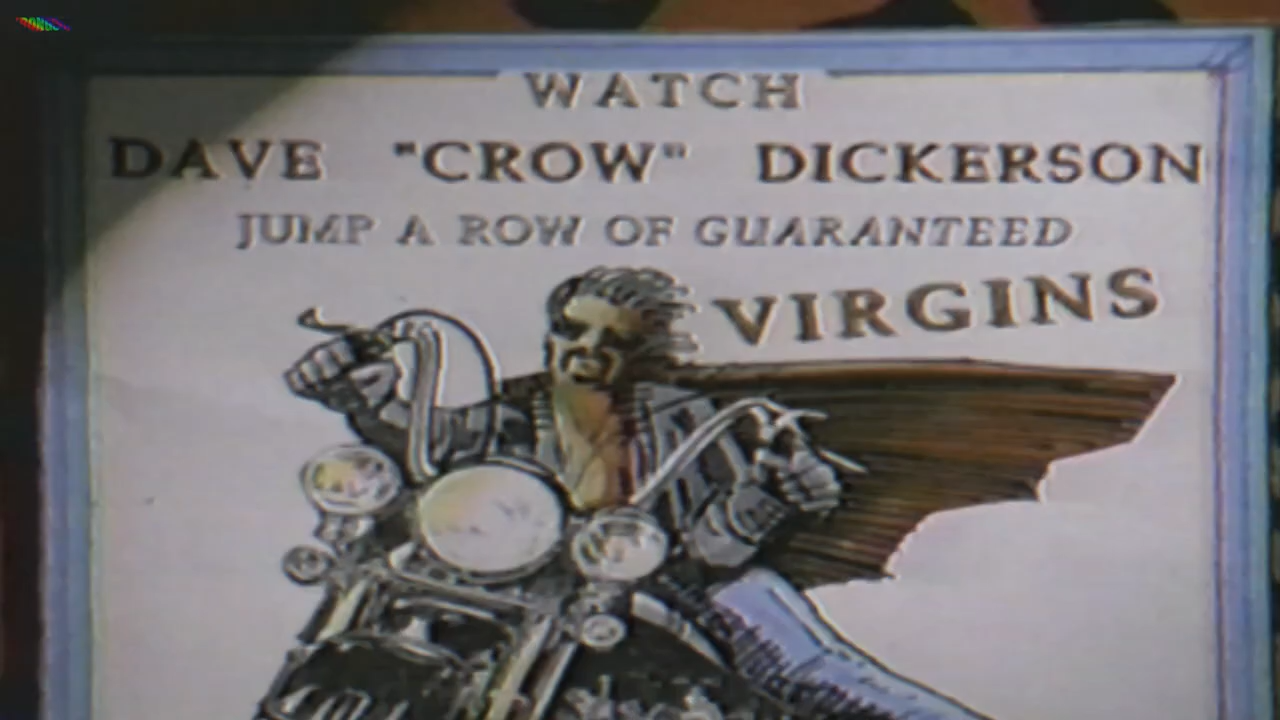 WATCH
DAVE "CROW" DICKERSON
JUMP A ROW OF GUARANTEED
VIRGINS